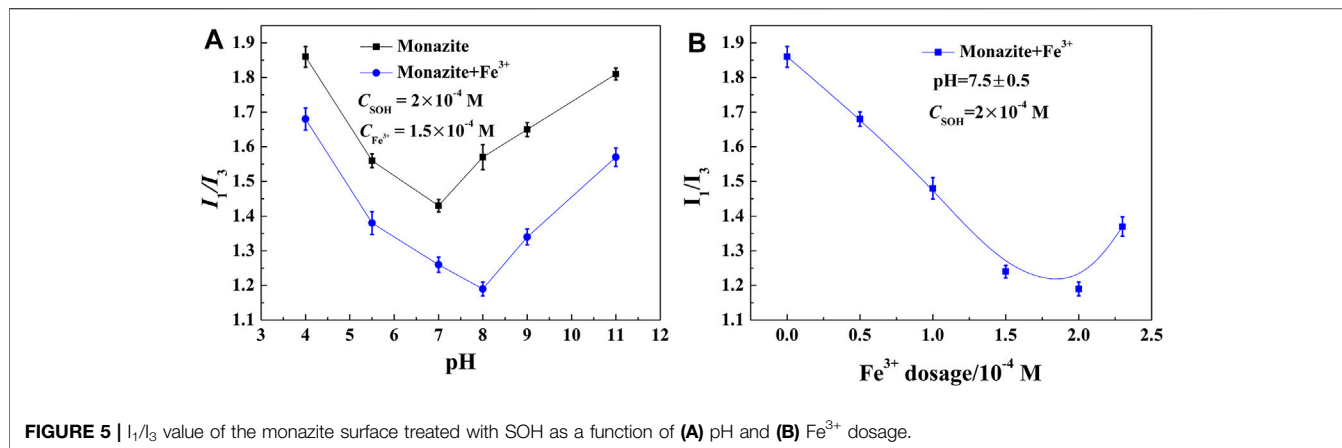 A
Monazite
Monazite+Fe³⁺
C_SOH = 2×10⁻⁴ M
C_Fe³⁺ = 1.5×10⁻⁴ M
I₁/I₃
1.9
1.8
1.7
1.6
1.5
1.4
1.3
1.2
1.1
3 4 5 6 7 8 9 10 11 12
pH
B
Monazite+Fe³⁺
pH=7.5±0.5
C_SOH=2×10⁻⁴ M
I₁/I₃
1.9
1.8
1.7
1.6
1.5
1.4
1.3
1.2
1.1
0.0 0.5 1.0 1.5 2.0 2.5
Fe³⁺ dosage/10⁻⁴ M
FIGURE 5 | I₁/I₃ value of the monazite surface treated with SOH as a function of (A) pH and (B) Fe³⁺ dosage.